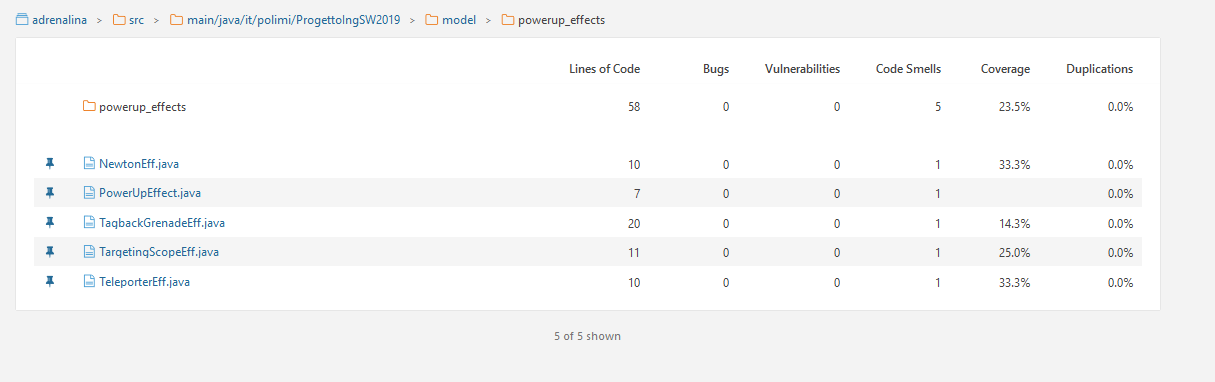 adrenalina > src > main/java/it/polimi/ProgettoIngSW2019 > model > powerup_effects
Lines of Code Bugs Vulnerabilities Code Smells Coverage Duplications
powerup_effects 58 0 0 5 23.5% 0.0%
NewtonEff.java 10 0 0 1 33.3% 0.0%
PowerUpEffect.java 7 0 0 1 0.0%
TagbackGrenadeEff.java 20 0 0 1 14.3% 0.0%
TargetingScopeEff.java 11 0 0 1 25.0% 0.0%
TeleporterEff.java 10 0 0 1 33.3% 0.0%
5 of 5 shown